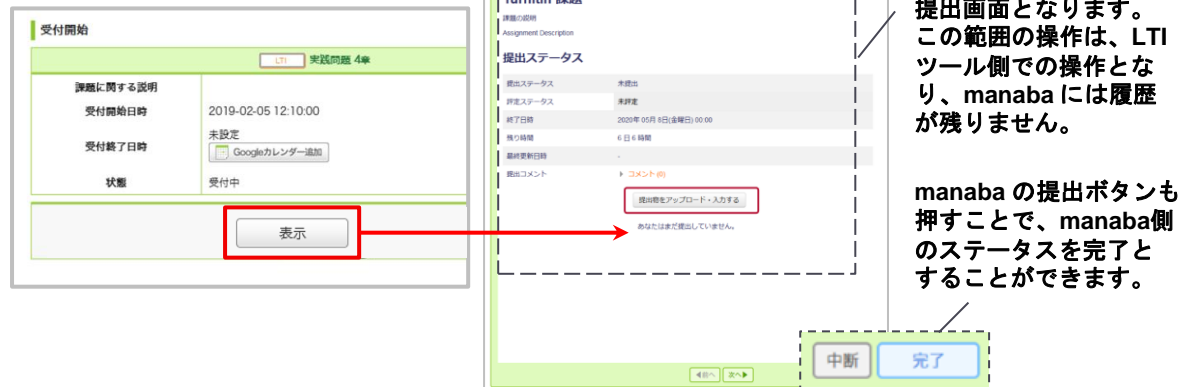 受付開始
LTI 実践問題 4章
課題に関する説明
受付開始日時 2019-02-05 12:10:00
受付終了日時 未設定
Googleカレンダー追加
状態 受付中
表示
課題の説明
Assignment Description
提出ステータス
提出ステータス 未提出
評定ステータス 未評定
終了日時 2020年 05月 8日(金曜日) 00:00
残り時間 6 日 6 時間
最終更新日時 -
提出コメント ▶ コメント (0)
提出物をアップロード・入力する
あなたはまだ提出していません。
◀前へ 次へ▶
提出画面となります。
この範囲の操作は、LTI
ツール側での操作とな
り、manaba には履歴
が残りません。
manaba の提出ボタンも
押すことで、manaba側
のステータスを完了と
することができます。
中断 完了